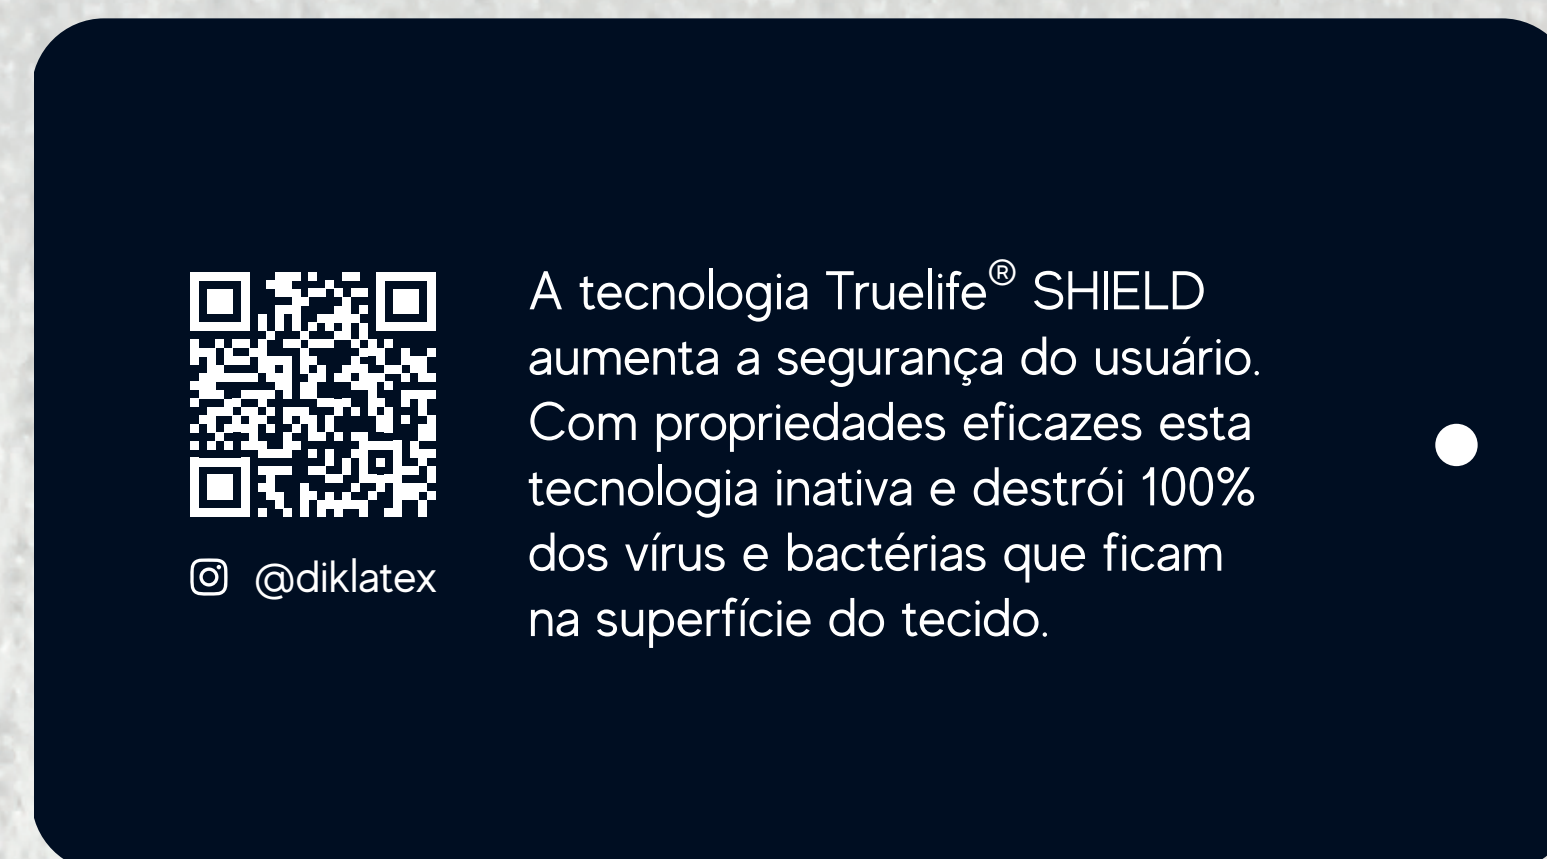 A tecnologia Truelife® SHIELD
aumenta a segurança do usuário.
Com propriedades eficazes esta
tecnologia inativa e destrói 100%
dos vírus e bactérias que ficam
na superfície do tecido.
@diklatex